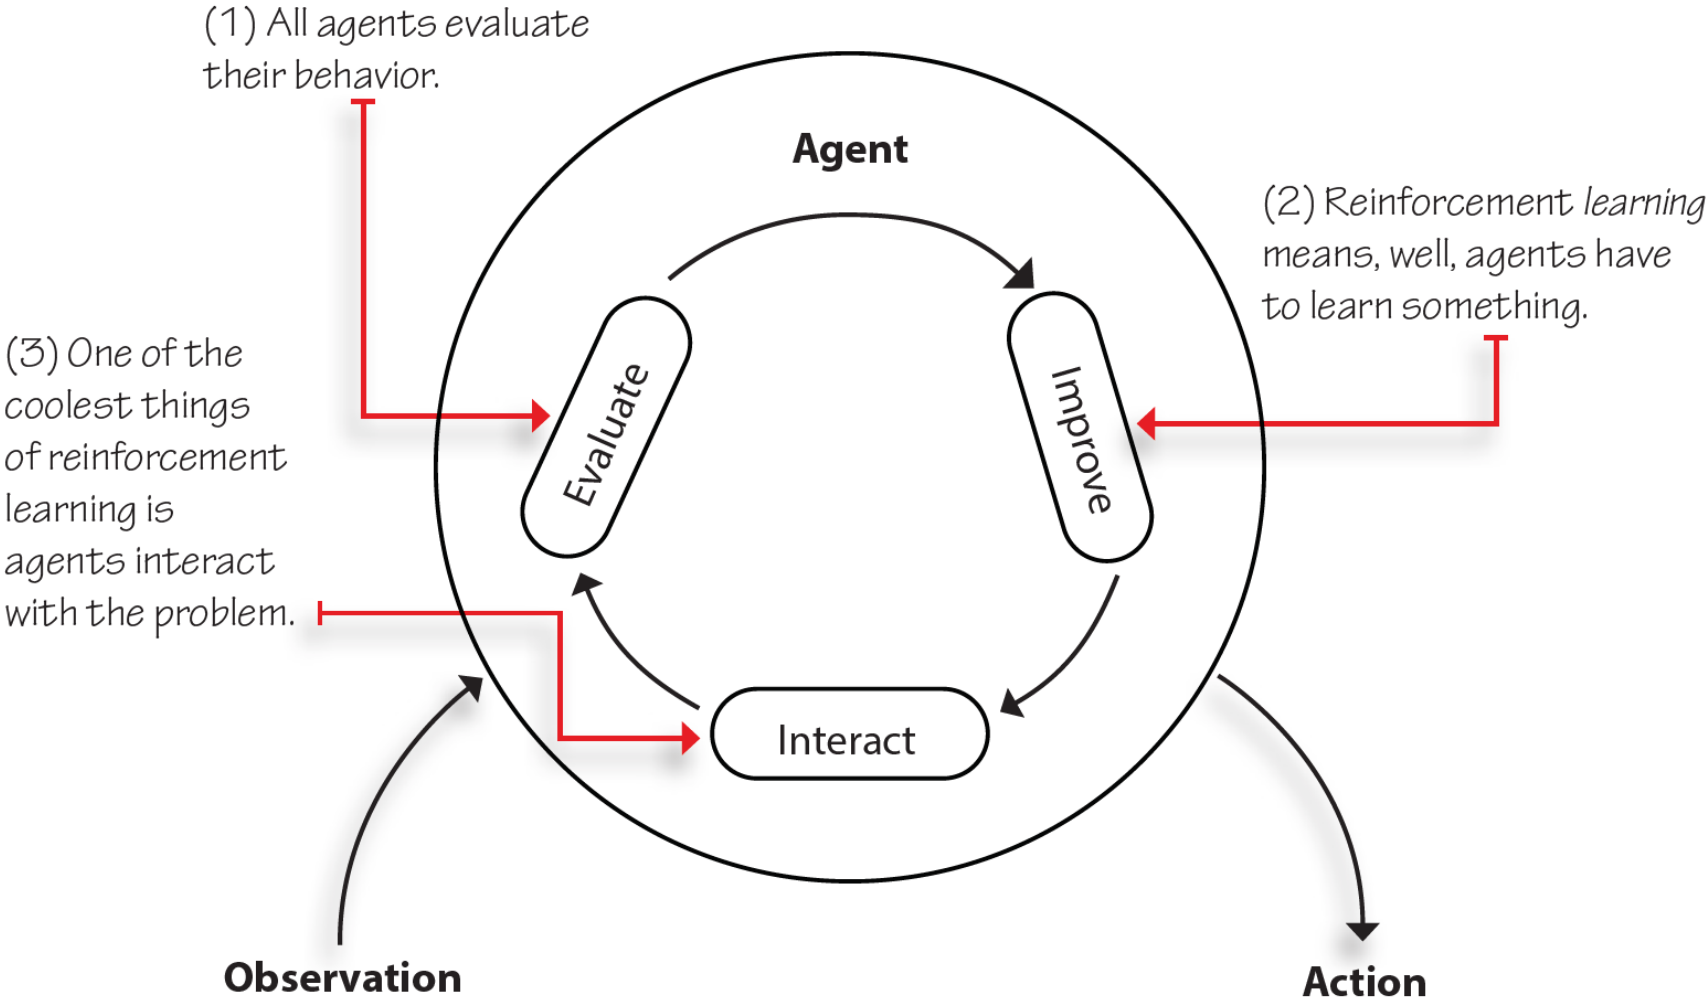 (1) All agents evaluate
their behavior.
Agent
(2) Reinforcement learning
means, well, agents have
to learn something.
(3) One of the
coolest things
of reinforcement
learning is
agents interact
with the problem.
Evaluate
Improve
Interact
Observation
Action